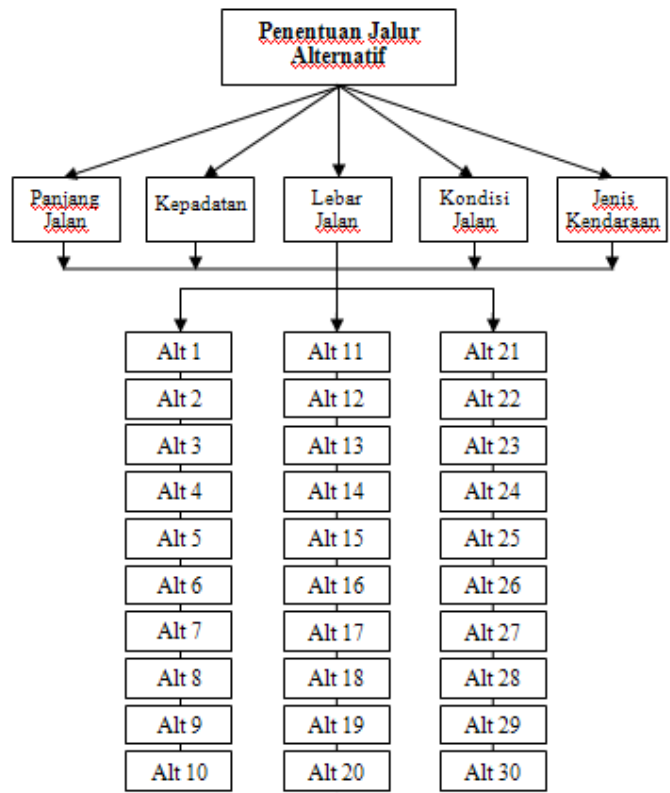 Penentuan Jalur
Alternatif
Panjang
Jalan
Kepadatan
Lebar
Jalan
Kondisi
Jalan
Jenis
Kendaraan
Alt 1
Alt 11
Alt 21
Alt 2
Alt 12
Alt 22
Alt 3
Alt 13
Alt 23
Alt 4
Alt 14
Alt 24
Alt 5
Alt 15
Alt 25
Alt 6
Alt 16
Alt 26
Alt 7
Alt 17
Alt 27
Alt 8
Alt 18
Alt 28
Alt 9
Alt 19
Alt 29
Alt 10
Alt 20
Alt 30